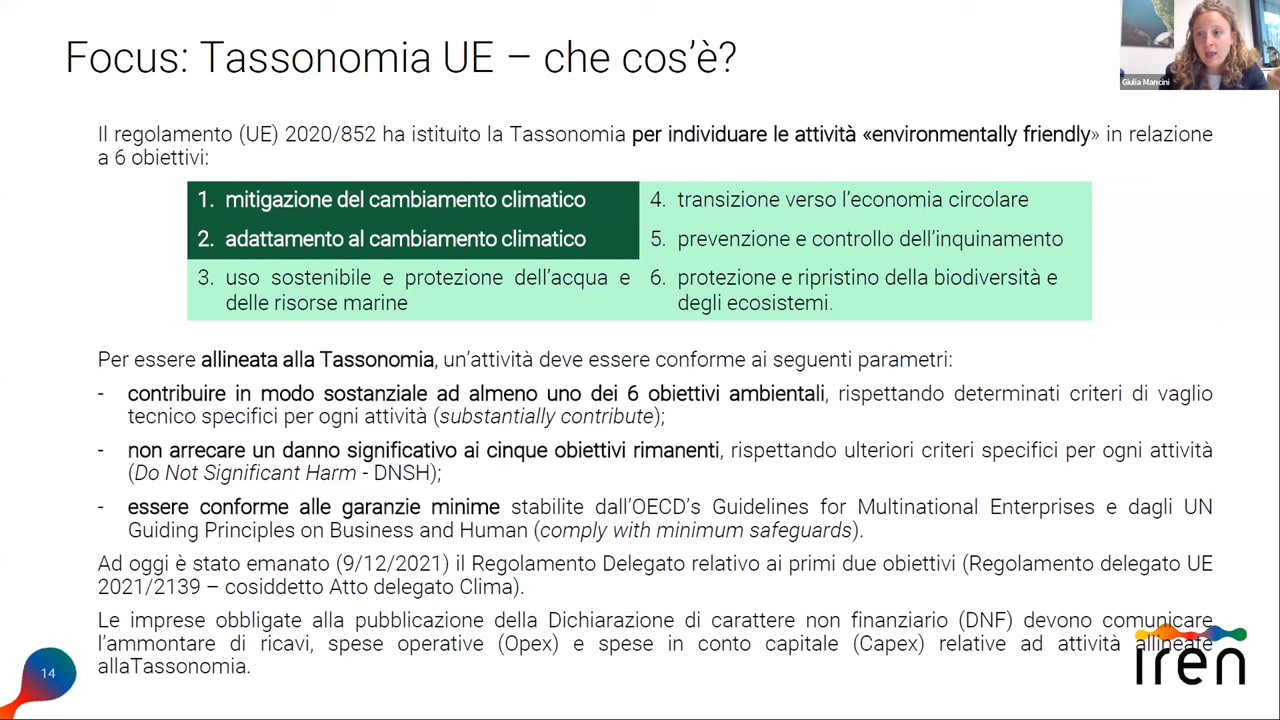 Focus: Tassonomia UE – che cos’è?
Giulia Mancini
Il regolamento (UE) 2020/852 ha istituito la Tassonomia per individuare le attività «environmentally friendly» in relazione
a 6 obiettivi:
1. mitigazione del cambiamento climatico
2. adattamento al cambiamento climatico
3. uso sostenibile e protezione dell’acqua e
delle risorse marine
4. transizione verso l’economia circolare
5. prevenzione e controllo dell’inquinamento
6. protezione e ripristino della biodiversità e
degli ecosistemi.
Per essere allineata alla Tassonomia, un’attività deve essere conforme ai seguenti parametri:
- contribuire in modo sostanziale ad almeno uno dei 6 obiettivi ambientali, rispettando determinati criteri di vaglio
tecnico specifici per ogni attività (substantially contribute);
- non arrecare un danno significativo ai cinque obiettivi rimanenti, rispettando ulteriori criteri specifici per ogni attività
(Do Not Significant Harm - DNSH);
- essere conforme alle garanzie minime stabilite dall’OECD’s Guidelines for Multinational Enterprises e dagli UN
Guiding Principles on Business and Human (comply with minimum safeguards).
Ad oggi è stato emanato (9/12/2021) il Regolamento Delegato relativo ai primi due obiettivi (Regolamento delegato UE
2021/2139 – cosiddetto Atto delegato Clima).
Le imprese obbligate alla pubblicazione della Dichiarazione di carattere non finanziario (DNF) devono comunicare
l’ammontare di ricavi, spese operative (Opex) e spese in conto capitale (Capex) relative ad attività allineate
allaTassonomia.
14
iren